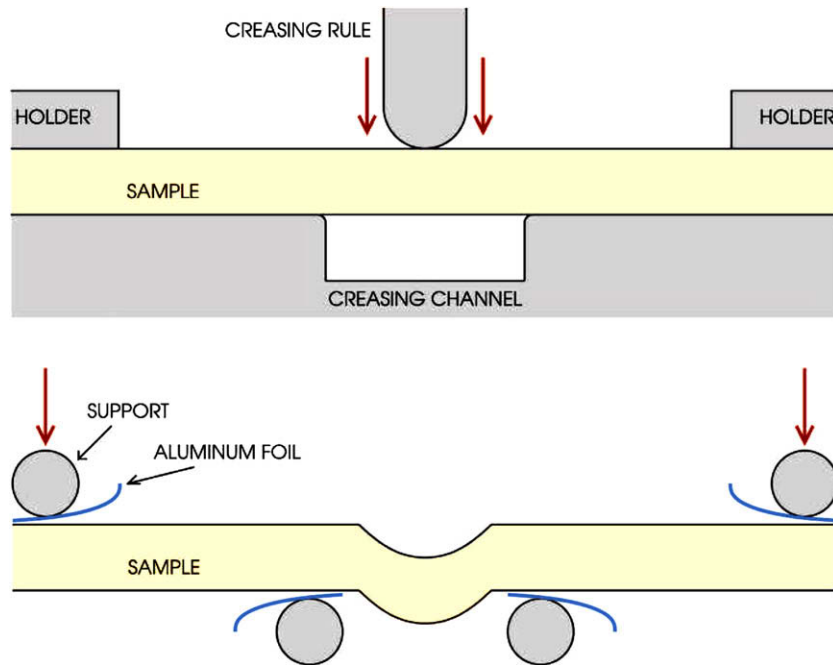 CREASING RULE
HOLDER
HOLDER
SAMPLE
CREASING CHANNEL
SUPPORT
ALUMINUM FOIL
SAMPLE